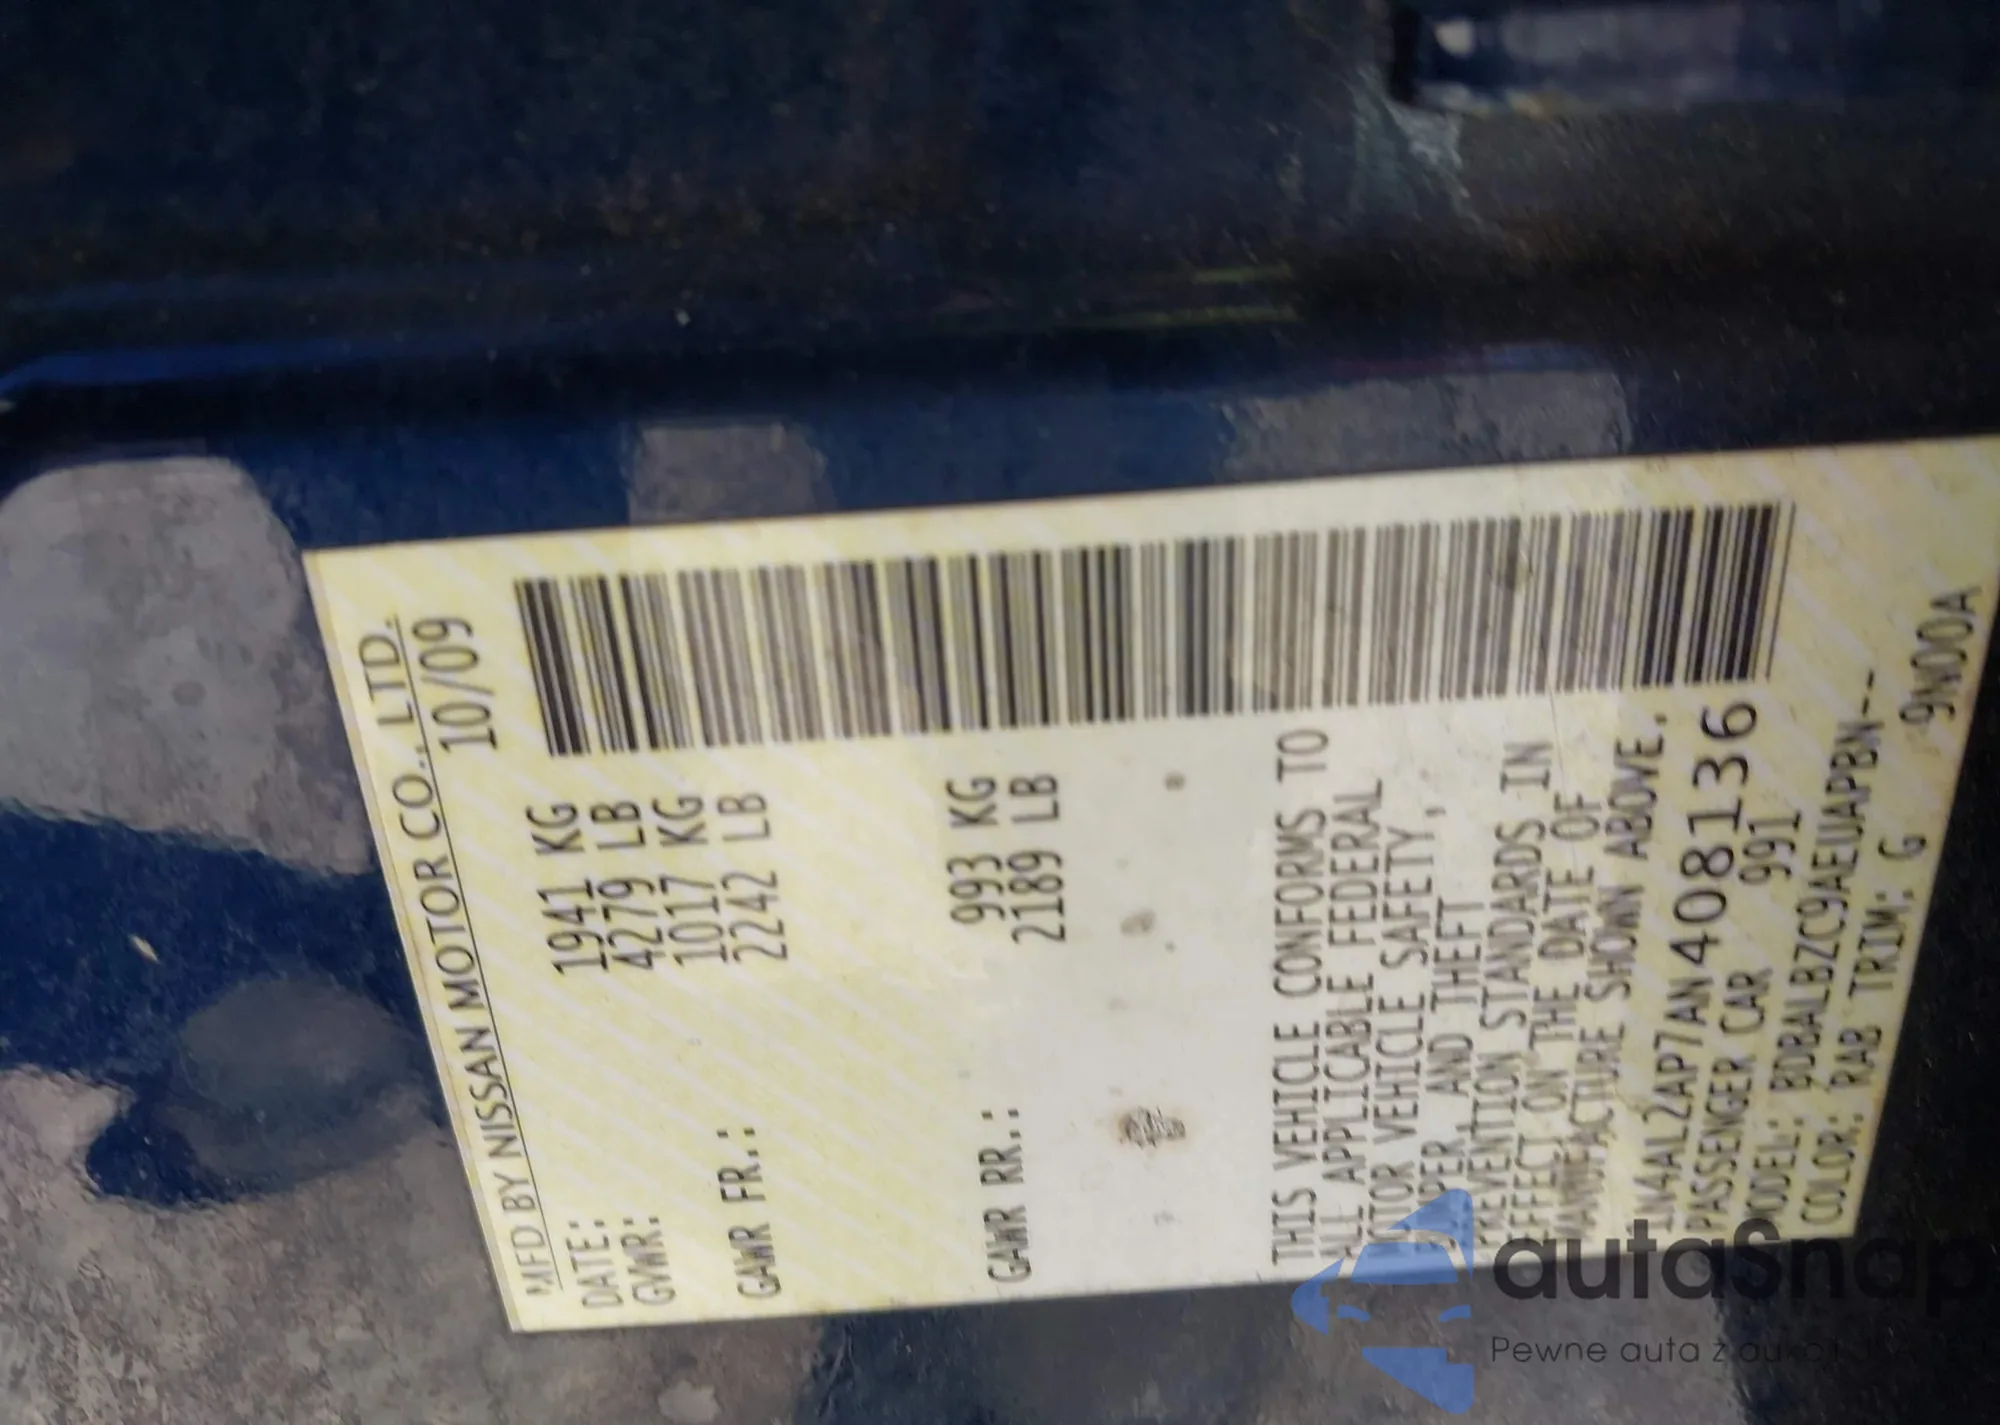 MFD BY NISSAN MOTOR CO., LTD.
DATE: 10/09
GVWR: 1941 KG
4279 LB
GAWR FR.: 1017 KG
2242 LB
GAWR RR.: 993 KG
2189 LB
THIS VEHICLE CONFORMS TO
ALL APPLICABLE FEDERAL
MOTOR VEHICLE SAFETY,
BUMPER, AND THEFT
PREVENTION STANDARDS IN
EFFECT ON THE DATE OF
MANUFACTURE SHOWN ABOVE.
1N4AL2AP7AN408136
PASSENGER CAR 991
MODEL: BDBALBZC9AEUAPBN--
COLOR: RAB TRIM: G 9N00A
autaSnap
Pewne auta z aukcji